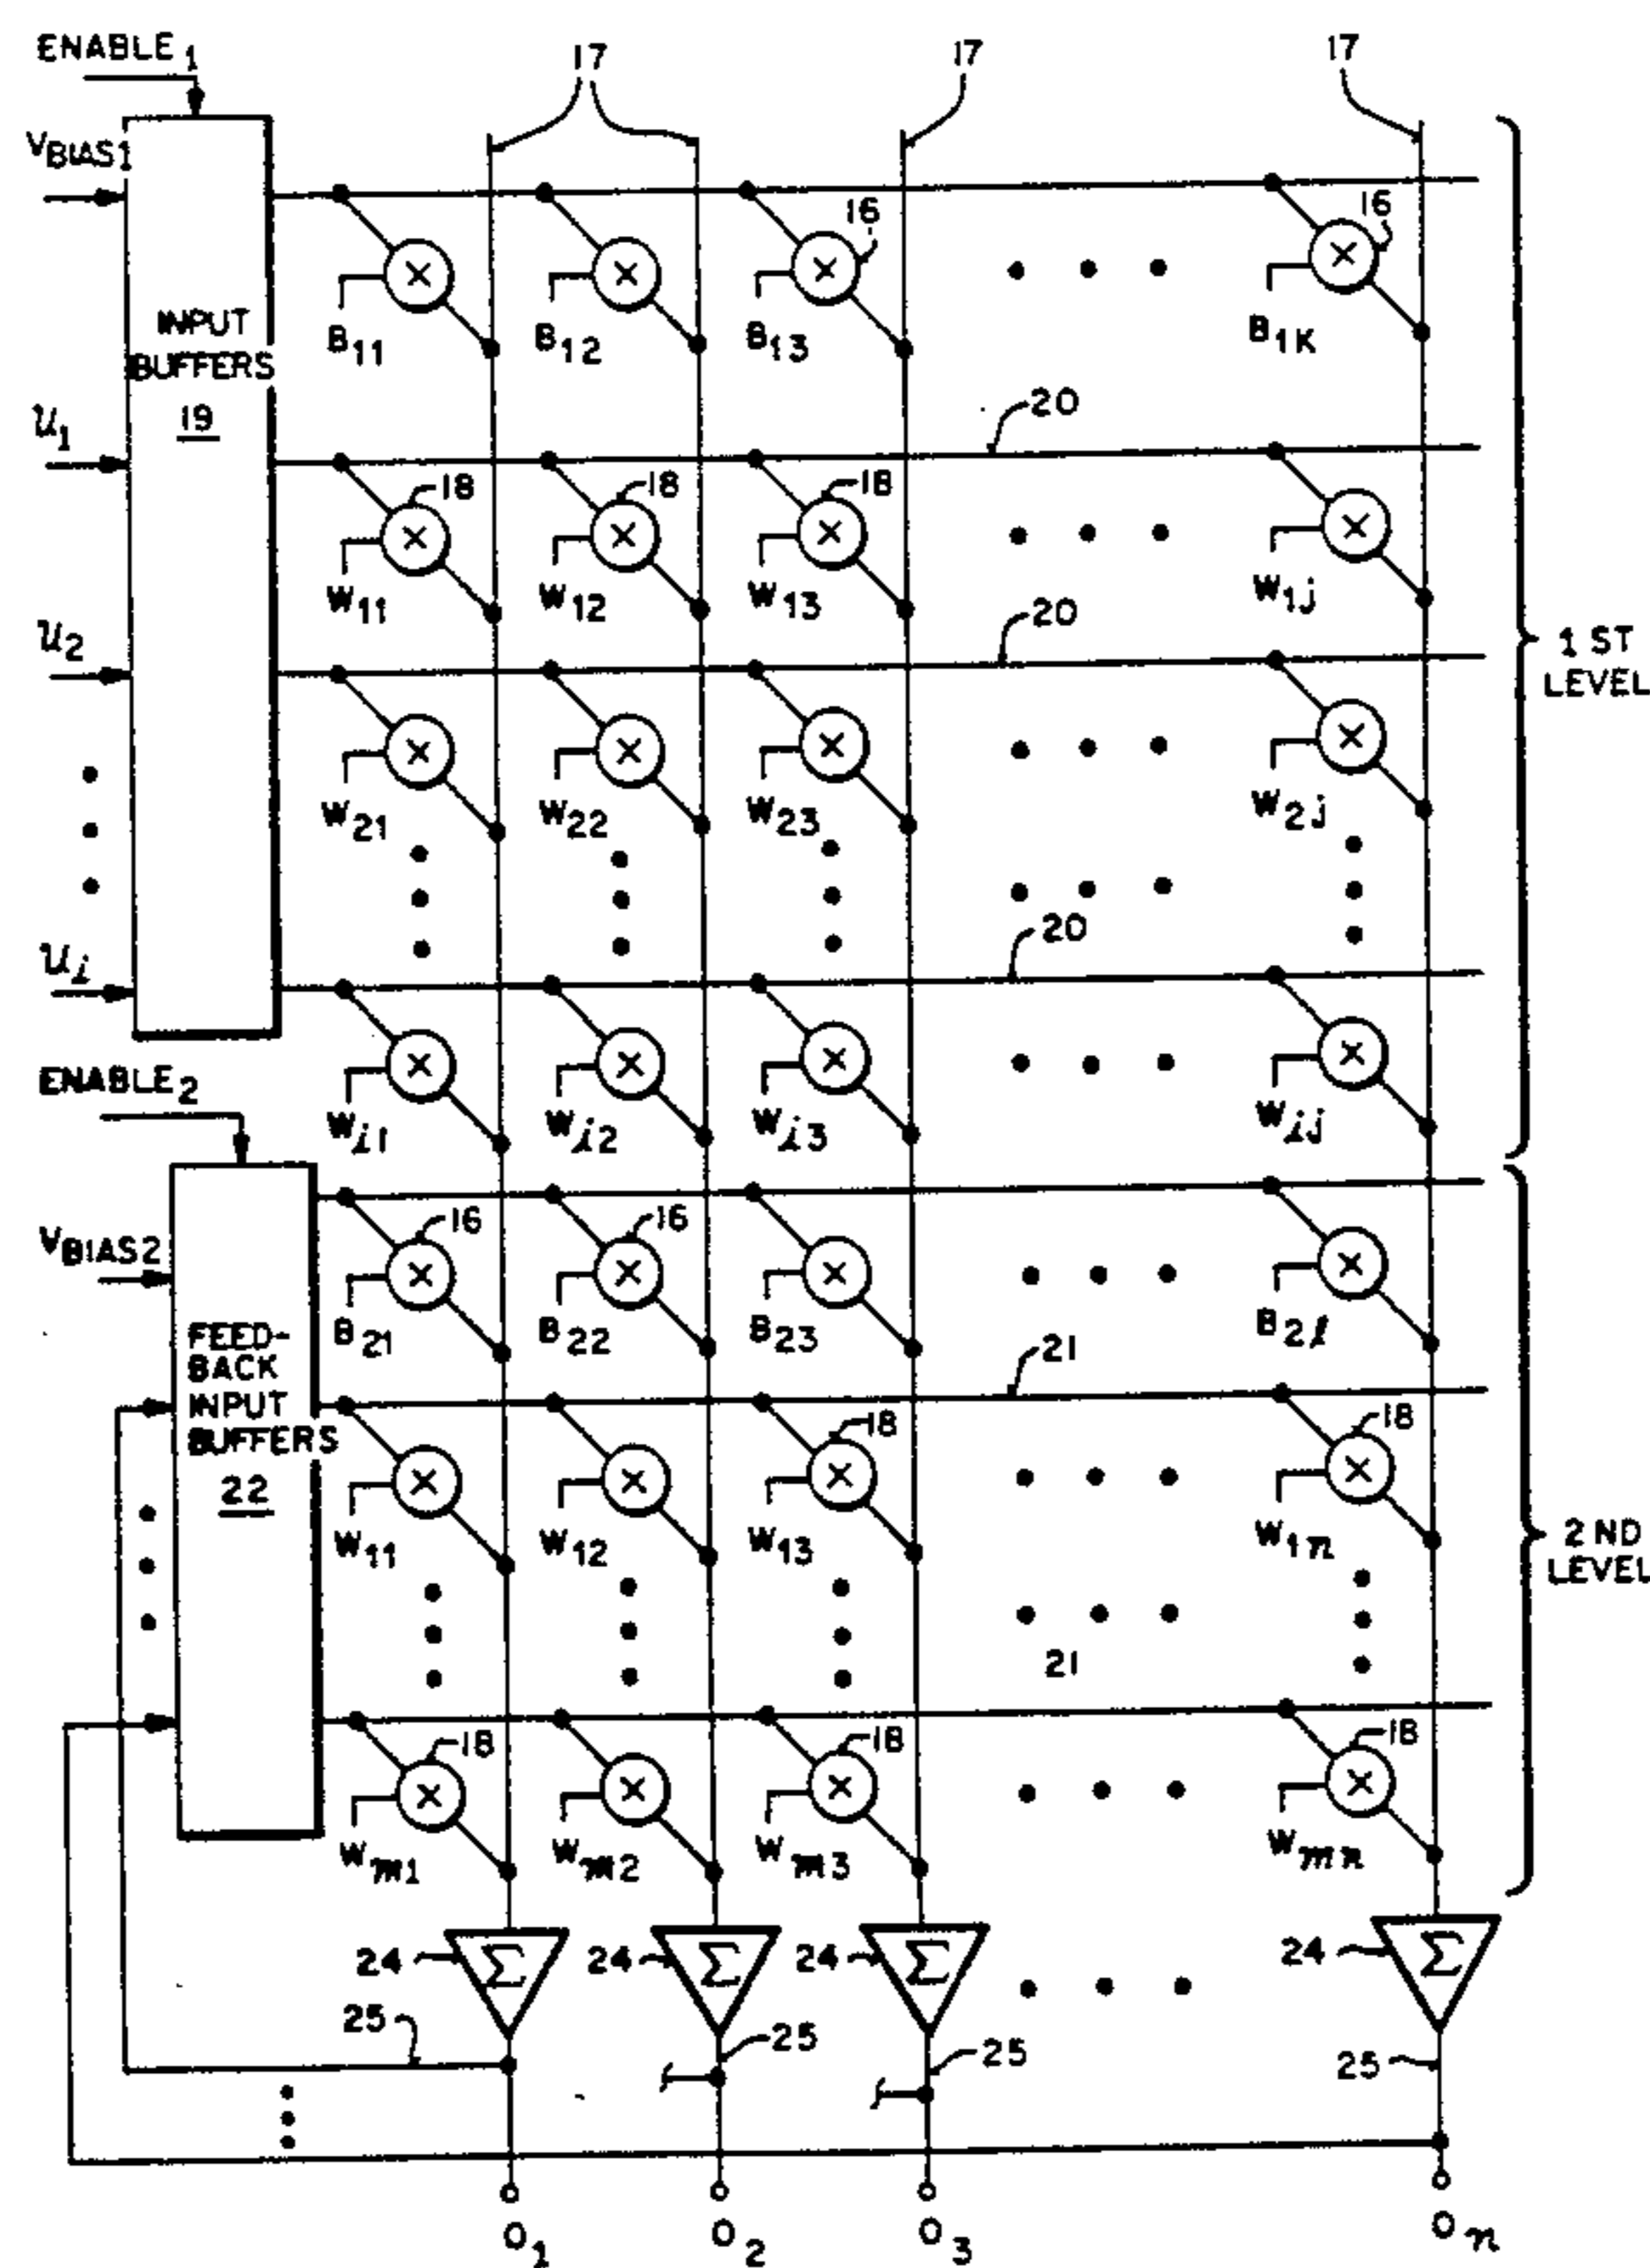 ENABLE1
17 17 17
VBIAS1
16 16
INPUT
BUFFERS
19
B11 B12 B13 B1K
20
U1
18 18 18
W11 W12 W13 W1j
20
U2
1 ST
LEVEL
W21 W22 W23 W2j
20
Ui
ENABLE2
Wi1 Wi2 Wi3 Wij
16 16
VBIAS2
B21 B22 B23 B2l
FEED-
BACK
INPUT
BUFFERS
22
21
18 18
W11 W12 W13 W1n
2 ND
LEVEL
21
18 18 18
Wm1 Wm2 Wm3 Wmn
24 Σ 24 Σ 24 Σ 24 Σ
25 25 25 25
O1 O2 O3 On